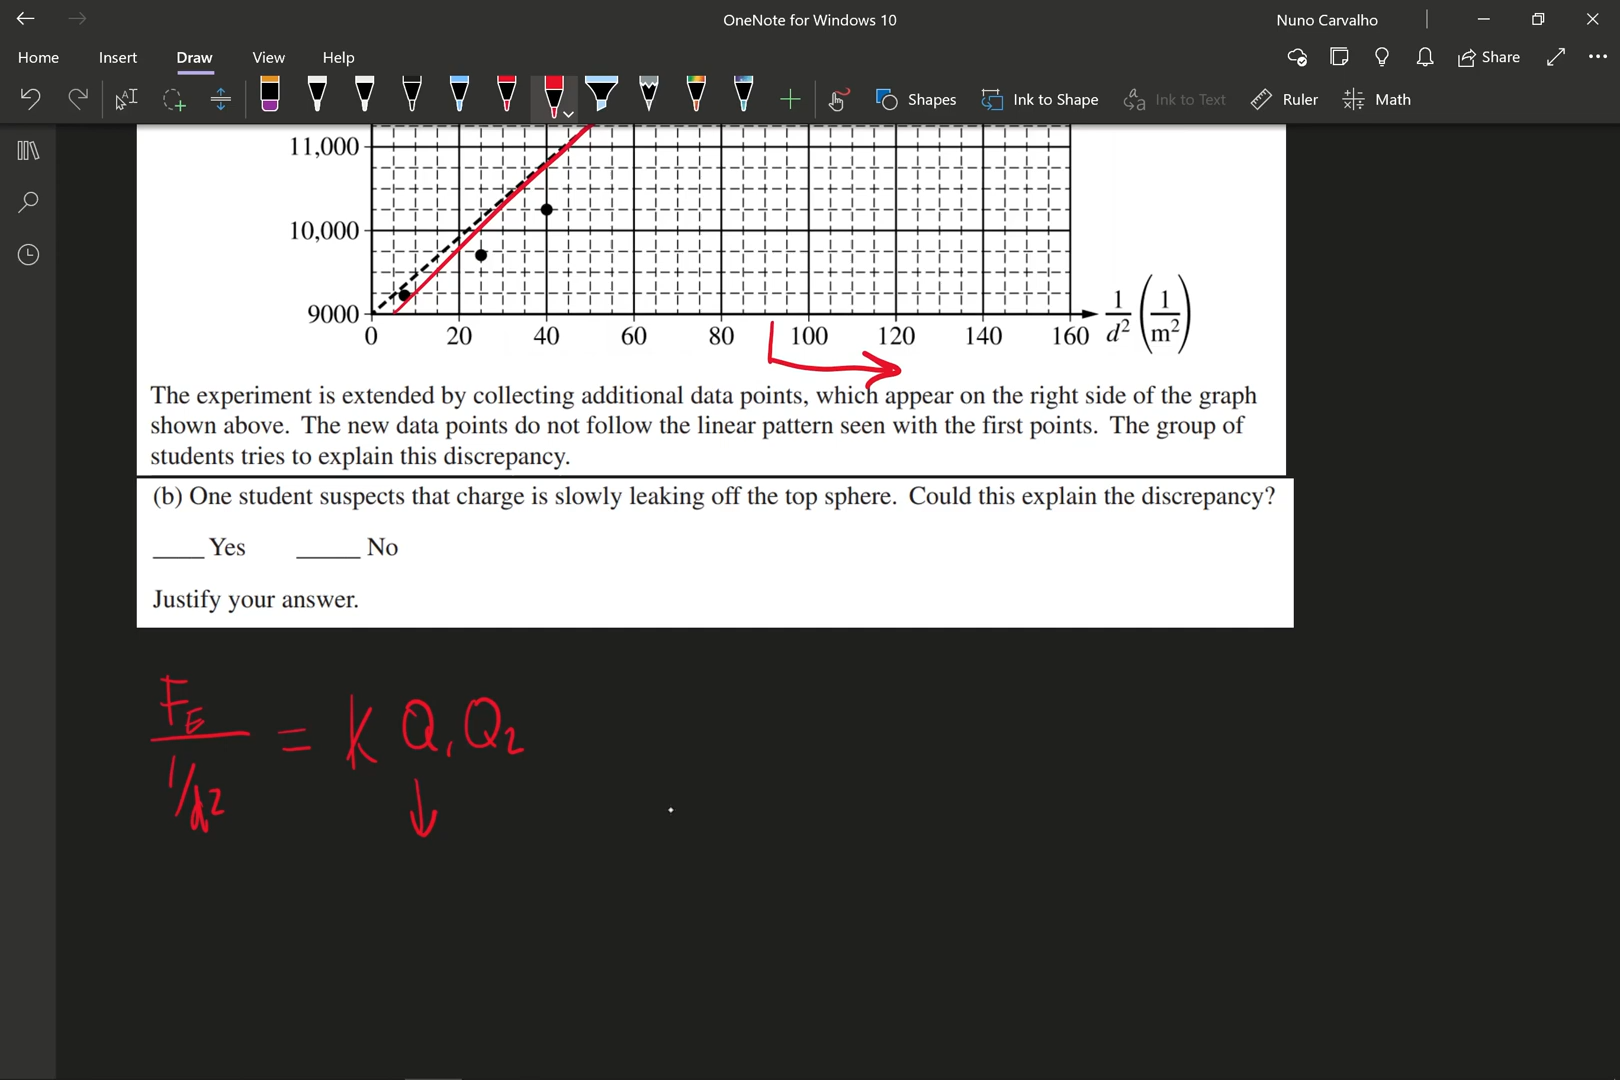 OneNote for Windows 10
Nuno Carvalho
Home Insert Draw View Help
Share
Shapes Ink to Shape Ink to Text Ruler Math
11,000
10,000
9000
0 20 40 60 80 100 120 140 160
1/d² (1/m²)
The experiment is extended by collecting additional data points, which appear on the right side of the graph
shown above. The new data points do not follow the linear pattern seen with the first points. The group of
students tries to explain this discrepancy.
(b) One student suspects that charge is slowly leaking off the top sphere. Could this explain the discrepancy?
____ Yes _____ No
Justify your answer.
F_E / (1/d²) = K Q₁ Q₂